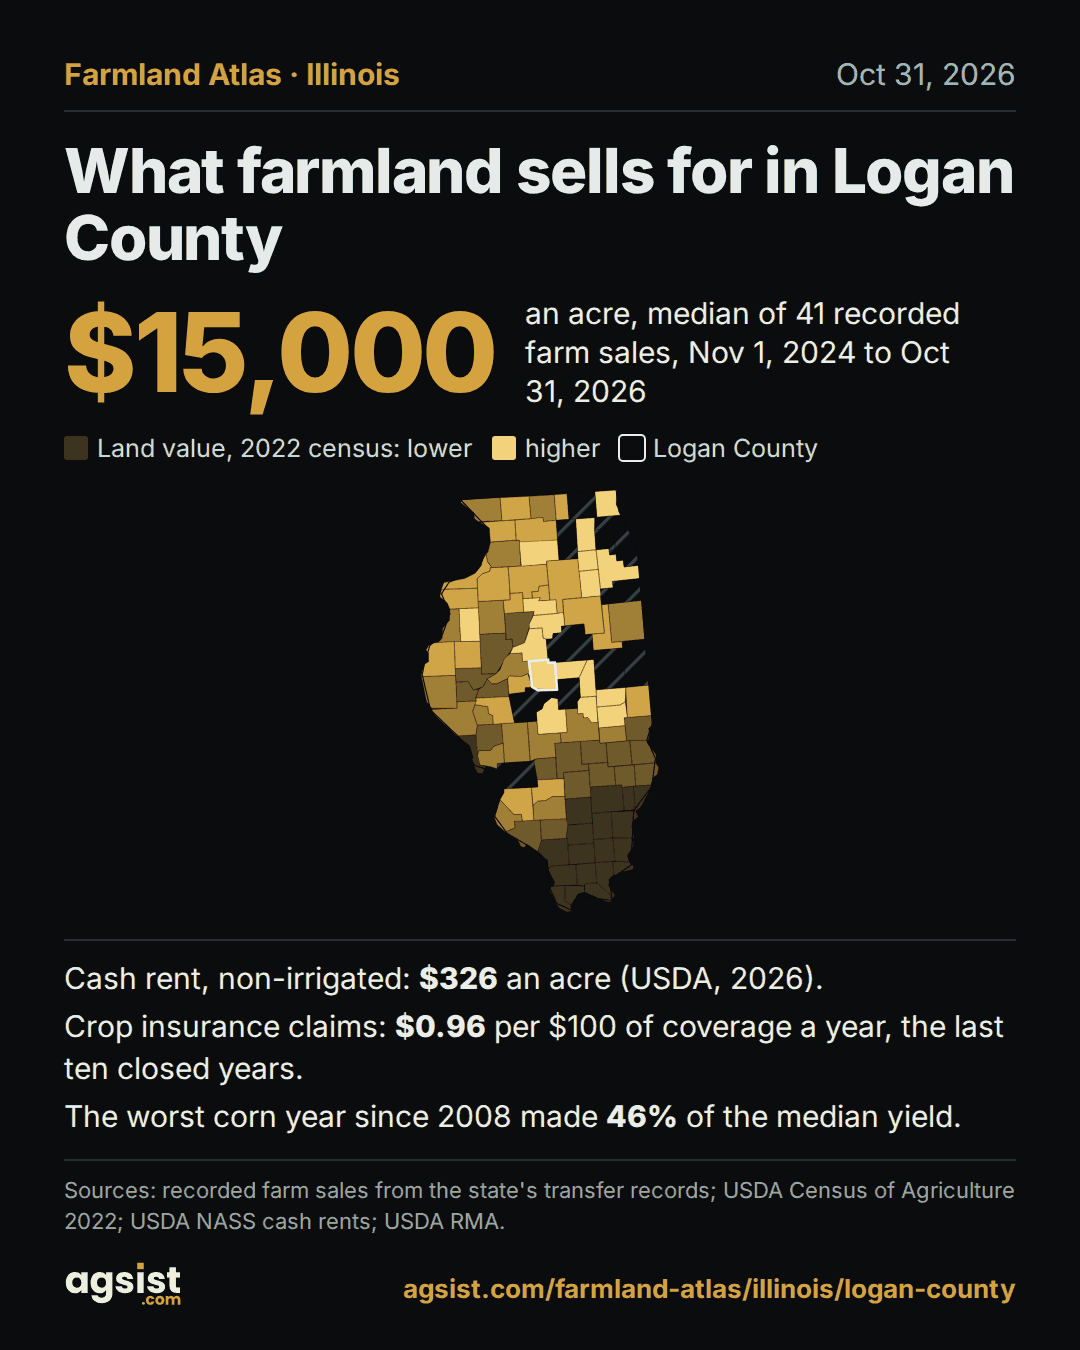 Farmland Atlas · Illinois
Oct 31, 2026
What farmland sells for in Logan
County
$15,000
an acre, median of 41 recorded
farm sales, Nov 1, 2024 to Oct
31, 2026
Land value, 2022 census: lower
higher
Logan County
Cash rent, non-irrigated: $326 an acre (USDA, 2026).
Crop insurance claims: $0.96 per $100 of coverage a year, the last
ten closed years.
The worst corn year since 2008 made 46% of the median yield.
Sources: recorded farm sales from the state's transfer records; USDA Census of Agriculture
2022; USDA NASS cash rents; USDA RMA.
agsist
.com
agsist.com/farmland-atlas/illinois/logan-county